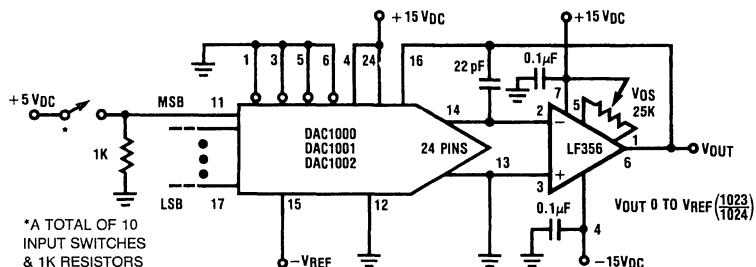 +15 VDC
+15 VDC
1
3
5
6
4
24
16
22 pF
0.1µF
7
5
VOS
25K
+5 VDC
*
MSB
11
1K
DAC1000
DAC1001
DAC1002
24 PINS
14
13
2
−
LF356
+
3
1
6
VOUT
VOUT 0 TO VREF(1023/1024)
LSB
17
15
12
0.1µF
4
−VREF
−15VDC
*A TOTAL OF 10
INPUT SWITCHES
& 1K RESISTORS